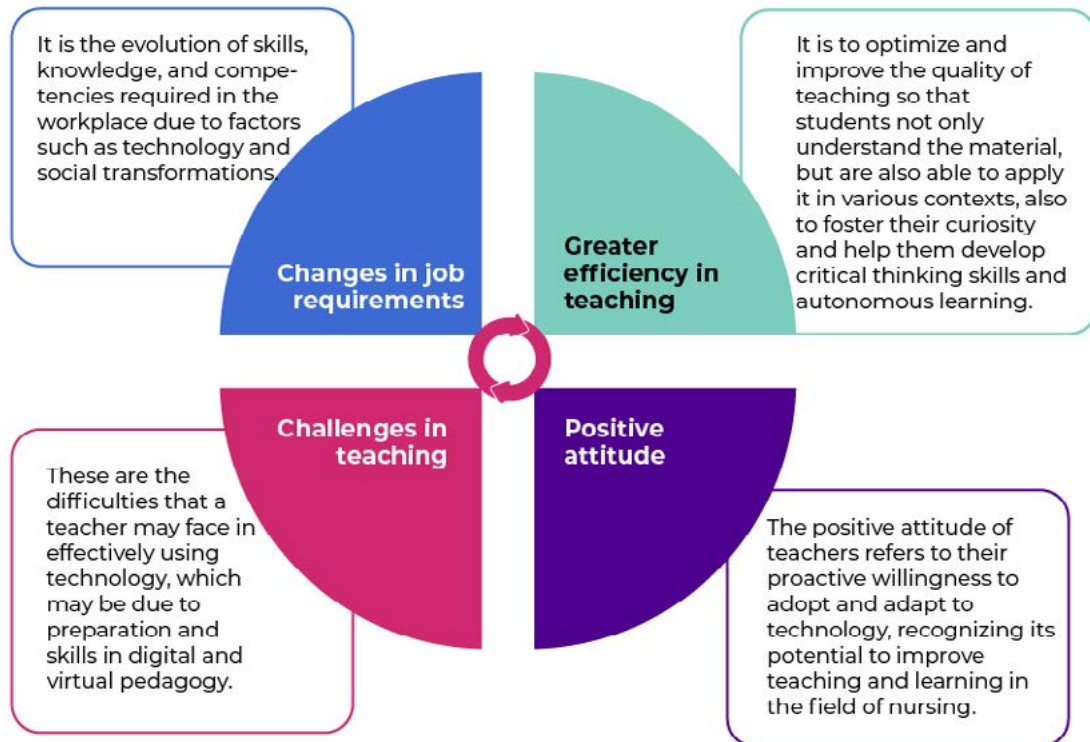 It is the evolution of skills,
knowledge, and compe-
tencies required in the
workplace due to factors
such as technology and
social transformations.
Changes in job
requirements
It is to optimize and
improve the quality of
teaching so that
students not only
understand the material,
but are also able to apply
it in various contexts, also
to foster their curiosity
and help them develop
critical thinking skills and
autonomous learning.
Greater
efficiency in
teaching
Challenges in
teaching
These are the
difficulties that a
teacher may face in
effectively using
technology, which
may be due to
preparation and
skills in digital and
virtual pedagogy.
Positive
attitude
The positive attitude of
teachers refers to their
proactive willingness to
adopt and adapt to
technology, recognizing its
potential to improve
teaching and learning in
the field of nursing.